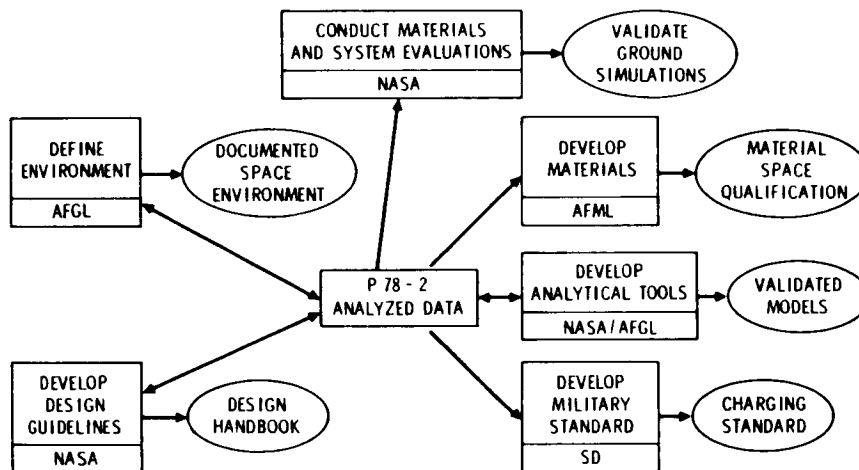 CONDUCT MATERIALS
AND SYSTEM EVALUATIONS
NASA
VALIDATE
GROUND
SIMULATIONS
DEFINE
ENVIRONMENT
AFGL
DOCUMENTED
SPACE
ENVIRONMENT
DEVELOP
MATERIALS
AFML
MATERIAL
SPACE
QUALIFICATION
P 78 - 2
ANALYZED DATA
DEVELOP
ANALYTICAL TOOLS
NASA/AFGL
VALIDATED
MODELS
DEVELOP
DESIGN
GUIDELINES
NASA
DESIGN
HANDBOOK
DEVELOP
MILITARY
STANDARD
SD
CHARGING
STANDARD